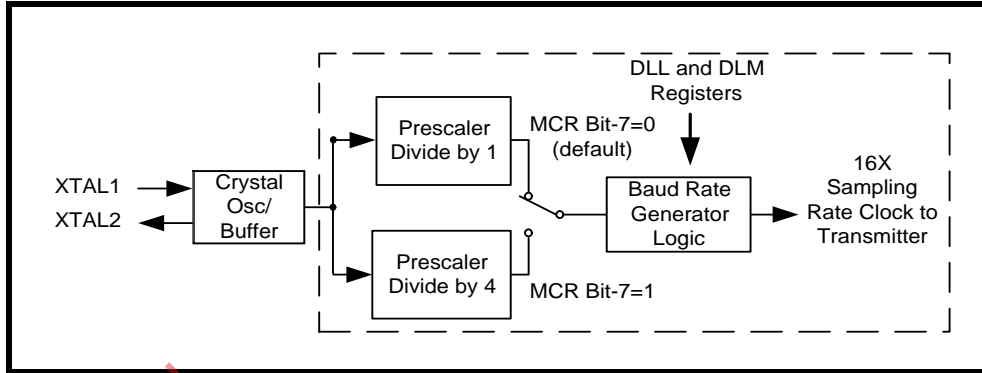 DLL and DLM
Registers
Prescaler
Divide by 1
MCR Bit-7=0
(default)
XTAL1
XTAL2
Crystal
Osc/
Buffer
Baud Rate
Generator
Logic
16X
Sampling
Rate Clock to
Transmitter
Prescaler
Divide by 4
MCR Bit-7=1